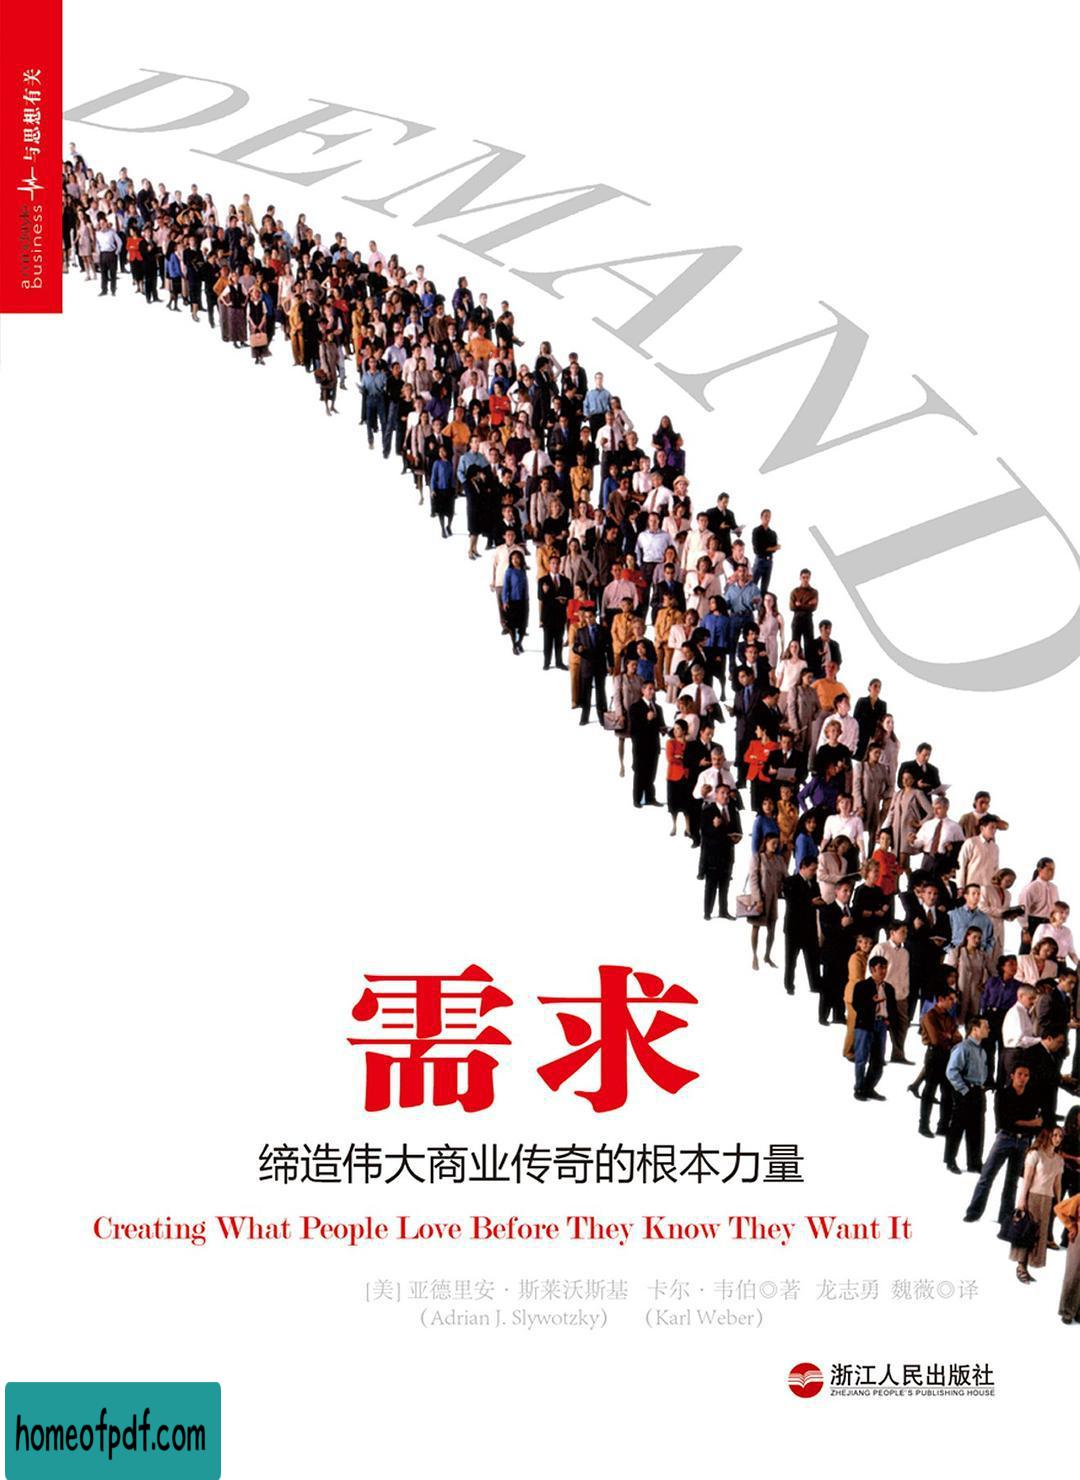 与思想有关
a mindstyle business
DEMAND
需求
缔造伟大商业传奇的根本力量
Creating What People Love Before They Know They Want It
[美] 亚德里安·斯莱沃斯基 卡尔·韦伯◎著 龙志勇 魏薇◎译
(Adrian J. Slywotzky) (Karl Weber)
浙江人民出版社
ZHEJIANG PEOPLE'S PUBLISHING HOUSE
homeofpdf.com